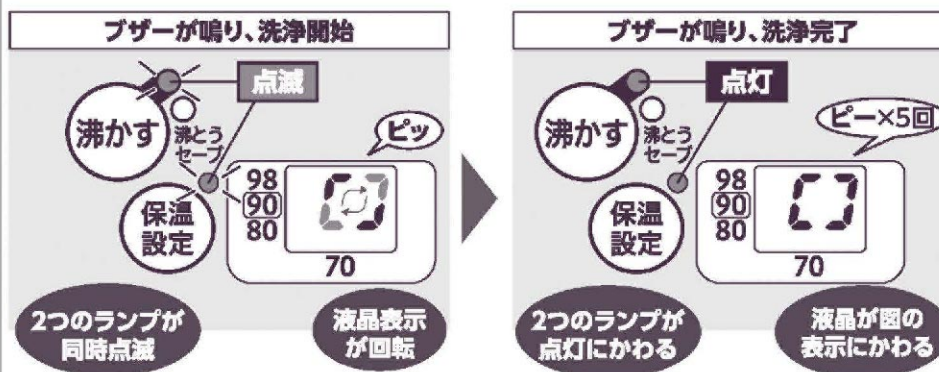 ブザーが鳴り、洗浄開始
点滅
沸かす
沸とう
セーブ
ピッ
98
90
80
保温
設定
70
2つのランプが
同時点滅
液晶表示
が回転
ブザーが鳴り、洗浄完了
点灯
沸かす
沸とう
セーブ
ピー×5回
98
90
80
保温
設定
70
2つのランプが
点灯にかわる
液晶が図の
表示にかわる